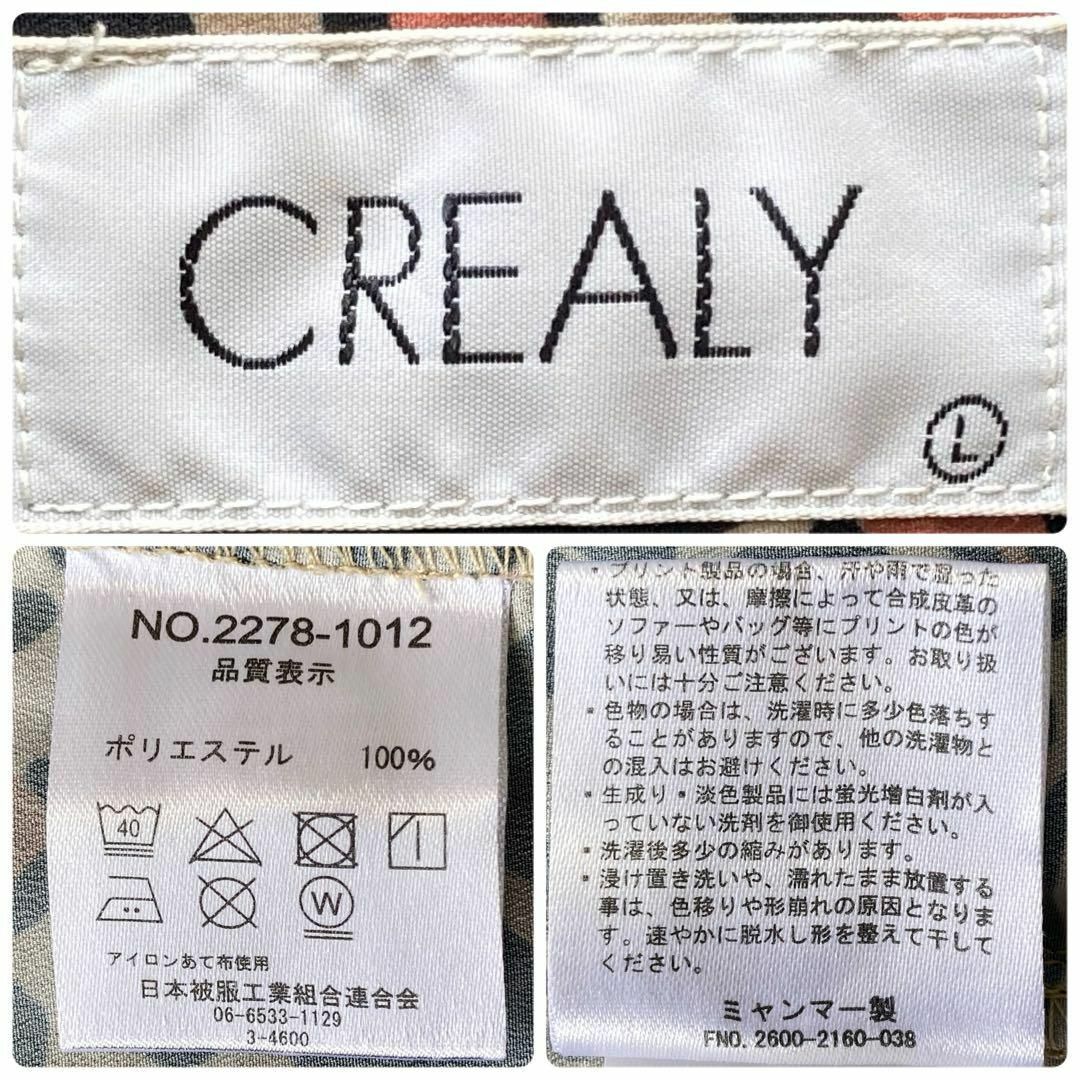 CREALY
L
NO.2278-1012
品質表示
ポリエステル 100%
40
W
アイロンあて布使用
日本被服工業組合連合会
06-6533-1129
3-4600
・プリント製品の場合、汗や雨で湿った
状態、又は、摩擦によって合成皮革の
ソファーやバッグ等にプリントの色が
移り易い性質がございます。お取り扱
いには十分ご注意ください。
・色物の場合は、洗濯時に多少色落ちす
ることがありますので、他の洗濯物と
の混入はお避けください。
・生成り・淡色製品には蛍光増白剤が入
っていない洗剤を御使用ください。
・洗濯後多少の縮みがあります。
・浸け置き洗いや、濡れたまま放置する
事は、色移りや形崩れの原因となりま
す。速やかに脱水し形を整えて干して
ください。
ミャンマー製
FNO. 2600-2160-038